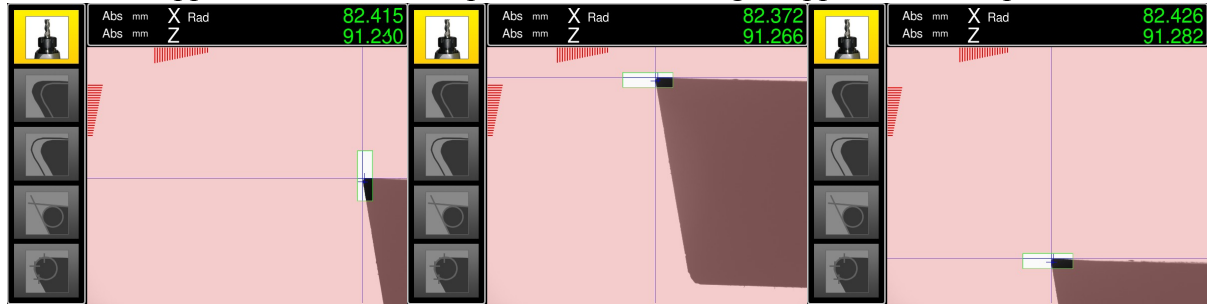 Abs mm X Rad 82.415
Abs mm Z 91.230
Abs mm X Rad 82.372
Abs mm Z 91.266
Abs mm X Rad 82.426
Abs mm Z 91.282